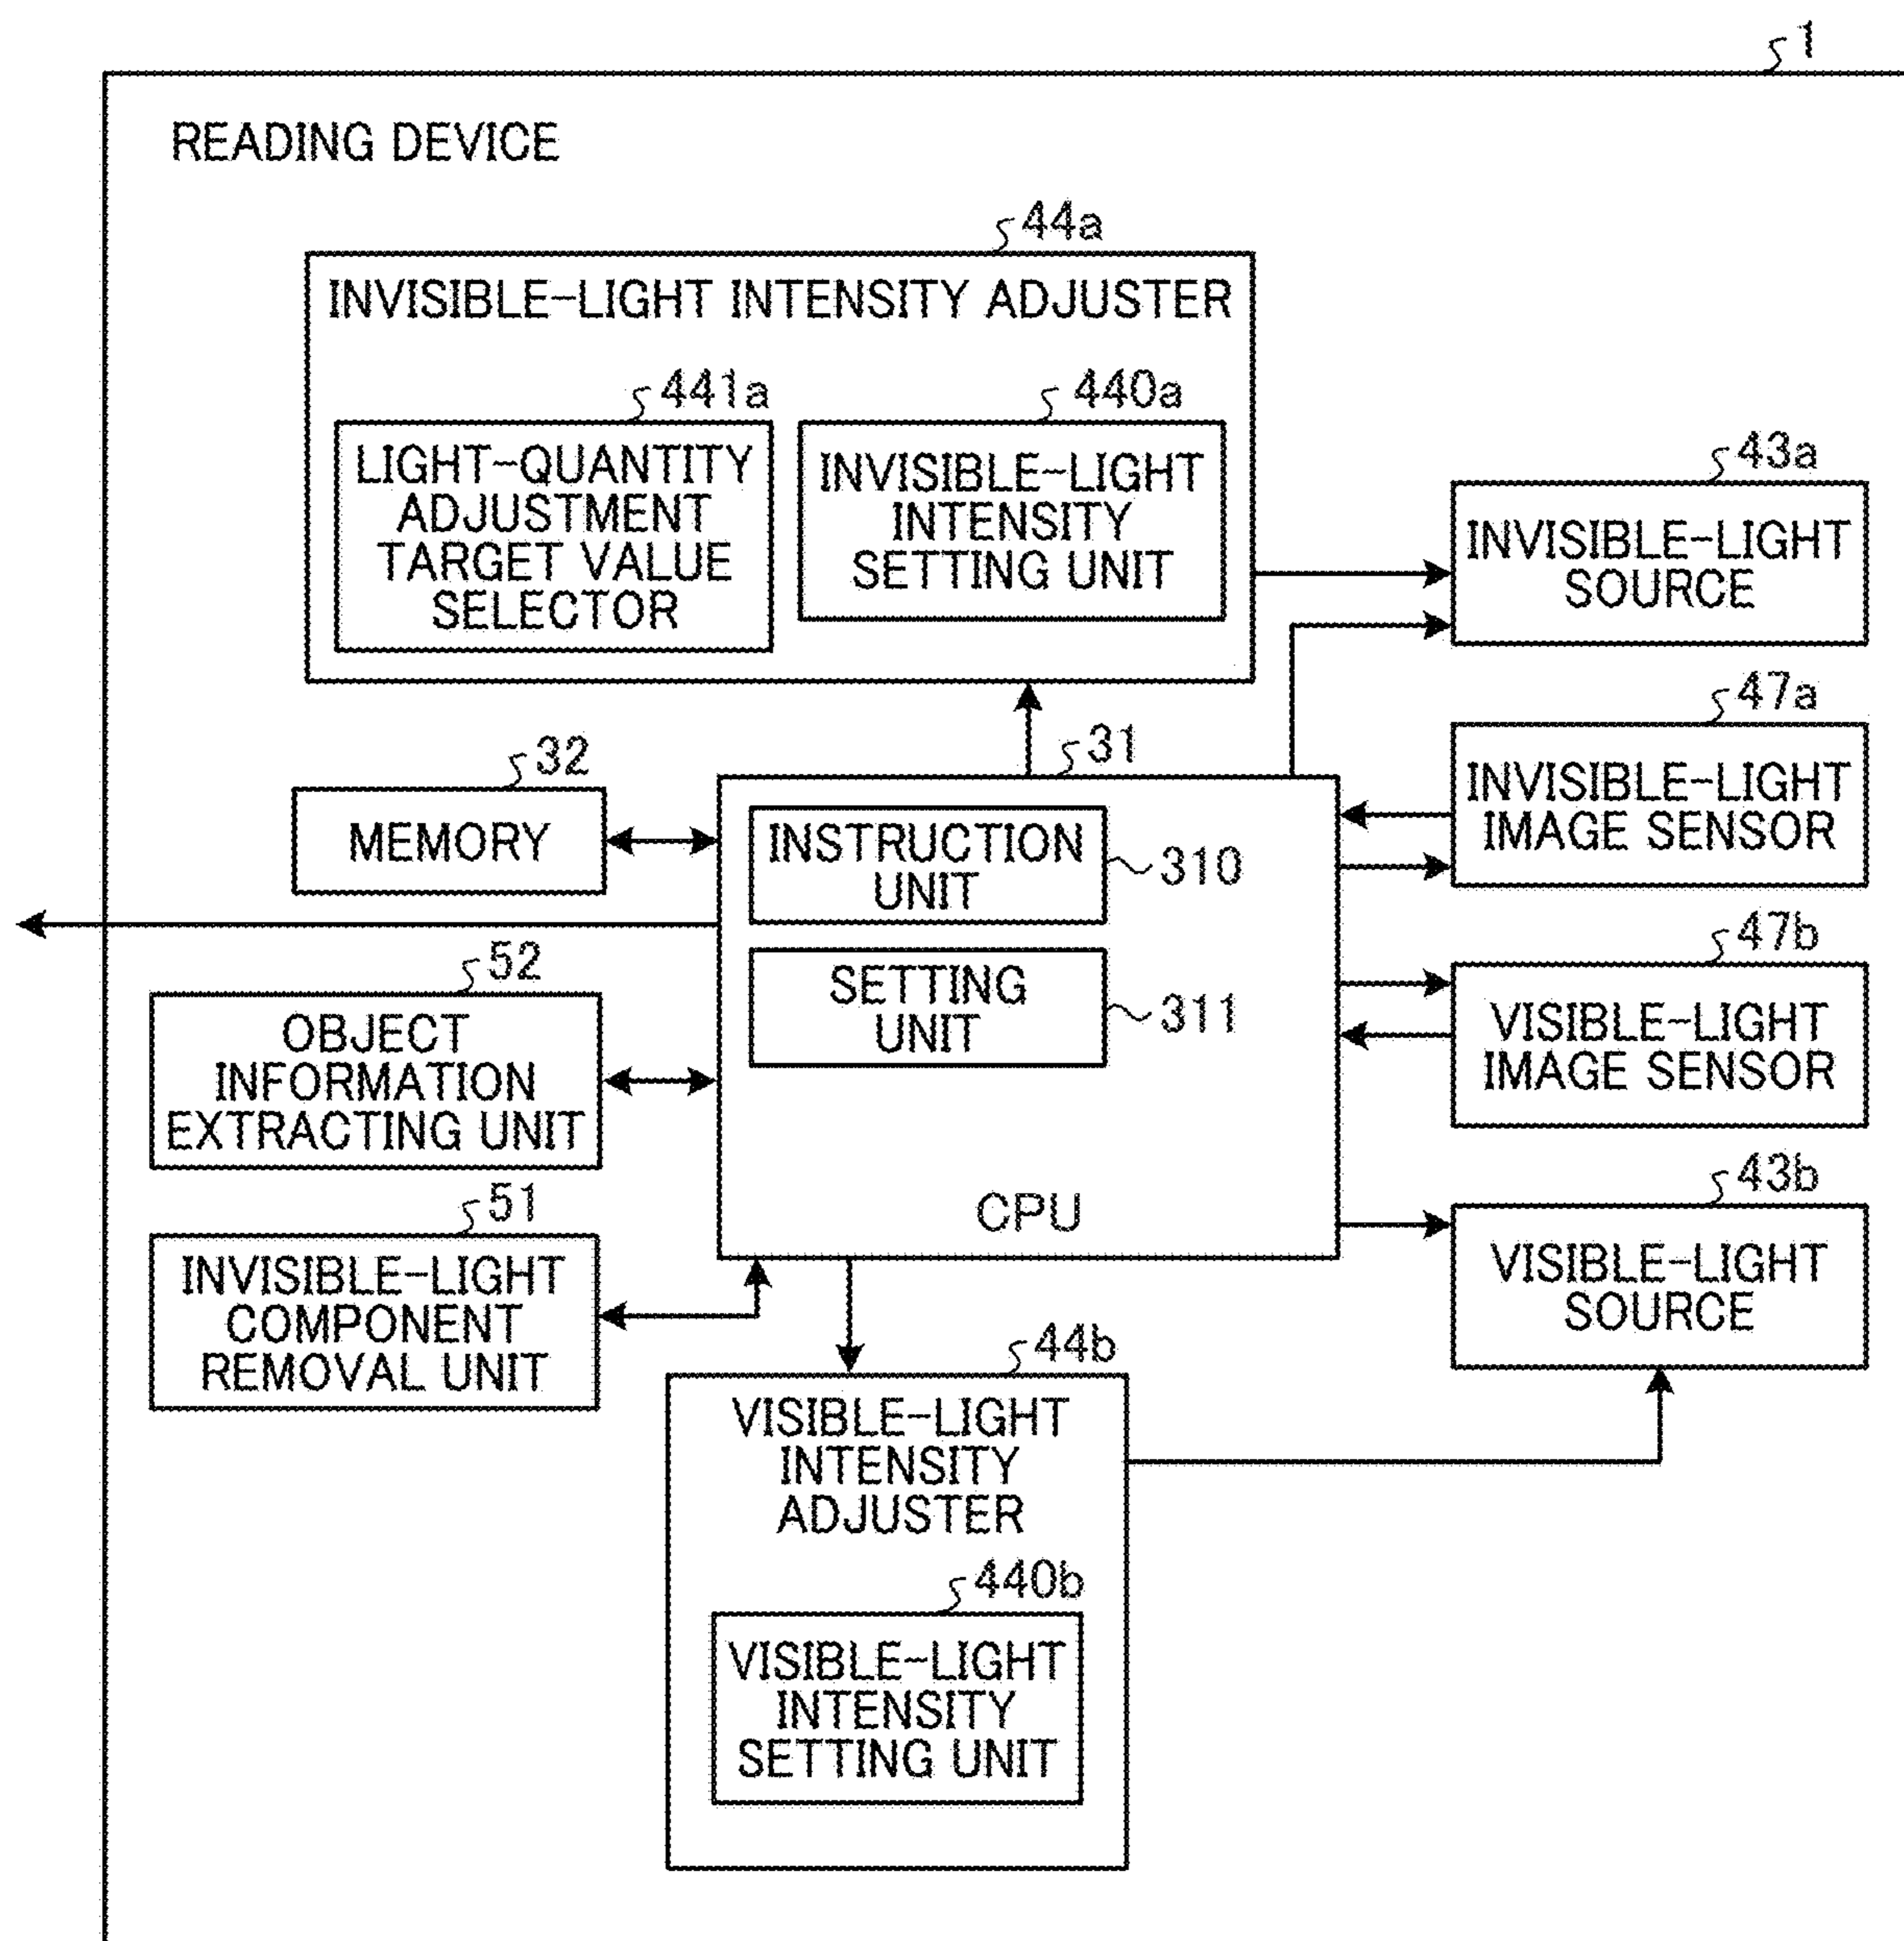 1
READING DEVICE
44a
INVISIBLE-LIGHT INTENSITY ADJUSTER
441a
LIGHT-QUANTITY
ADJUSTMENT
TARGET VALUE
SELECTOR
440a
INVISIBLE-LIGHT
INTENSITY
SETTING UNIT
43a
INVISIBLE-LIGHT
SOURCE
47a
INVISIBLE-LIGHT
IMAGE SENSOR
32
MEMORY
31
INSTRUCTION
UNIT
310
SETTING
UNIT
311
CPU
47b
VISIBLE-LIGHT
IMAGE SENSOR
52
OBJECT
INFORMATION
EXTRACTING UNIT
43b
VISIBLE-LIGHT
SOURCE
51
INVISIBLE-LIGHT
COMPONENT
REMOVAL UNIT
44b
VISIBLE-LIGHT
INTENSITY
ADJUSTER
440b
VISIBLE-LIGHT
INTENSITY
SETTING UNIT